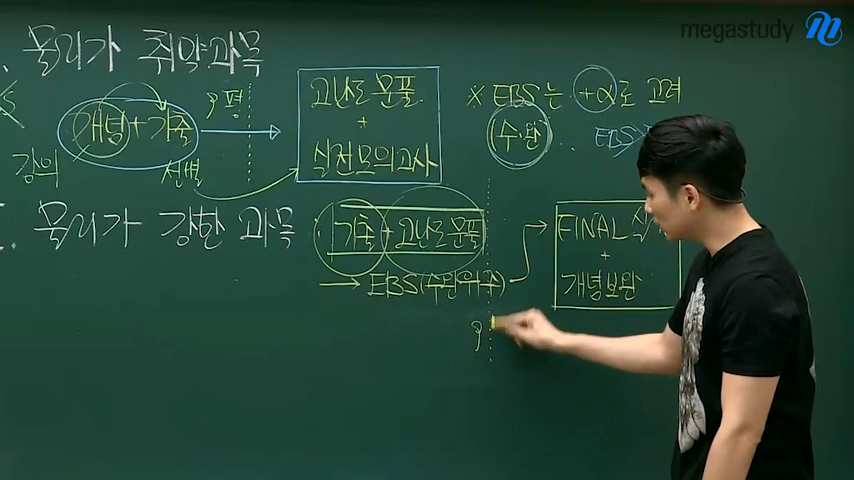 megastudy
물리가 취약과목
개념+기출
9평
고난도 문풀
+
실전모의고사
강의
선별
※ EBS는 +α로 고려
(수·완)
EBS
물리가 강한 과목
기출+고난도 문풀
→ EBS(수완위주)
FINAL 실
+
개념보완
9